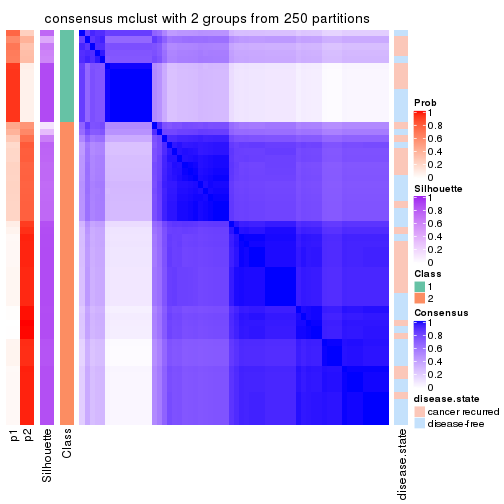 consensus mclust with 2 groups from 250 partitions
Prob
1
0.8
0.6
0.4
0.2
0
Silhouette
1
0.8
0.6
0.4
0.2
0
Class
1
2
Consensus
1
0.8
0.6
0.4
0.2
0
disease.state
cancer recurred
disease-free
p1
p2
Silhouette
Class
disease.state